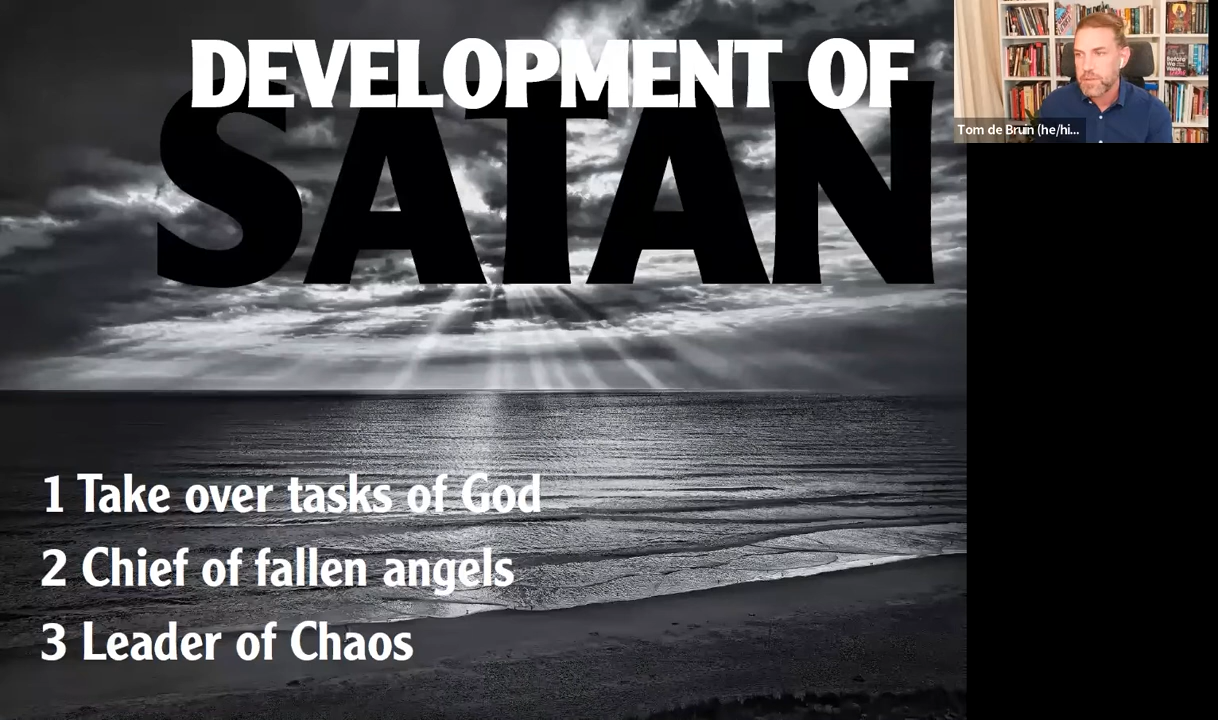 DEVELOPMENT OF
SATAN
1 Take over tasks of God
2 Chief of fallen angels
3 Leader of Chaos
Tom de Bruin (he/hi...